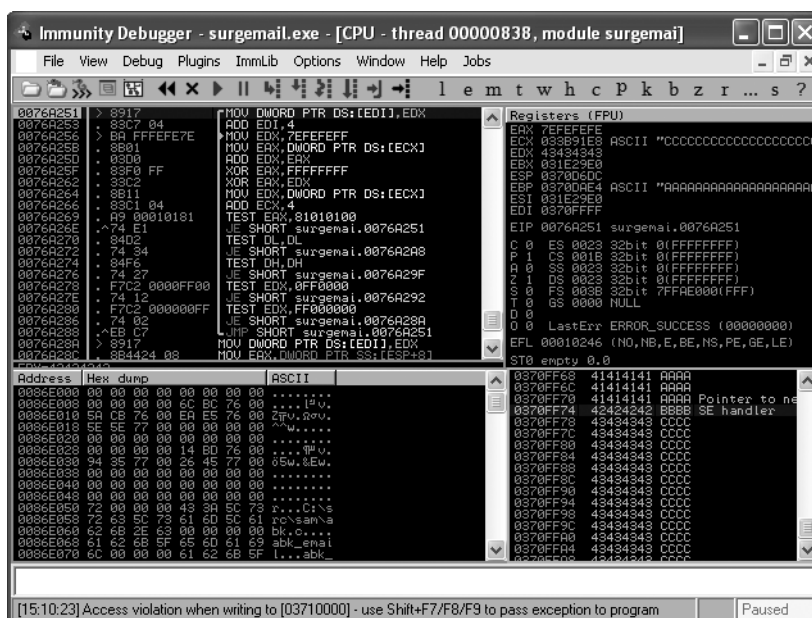 Immunity Debugger - surgemail.exe - [CPU - thread 00000838, module surgemai]
File View Debug Plugins ImmLib Options Window Help Jobs
l e m t w h c P k b z r ... s ?
0076A251 > 8917 MOV DWORD PTR DS:[EDI],EDX
0076A253 . 83C7 04 ADD EDI,4
0076A256 > BA FFFEFE7E MOV EDX,7EFEFEFF
0076A25B . 8B01 MOV EAX,DWORD PTR DS:[ECX]
0076A25D . 03D0 ADD EDX,EAX
0076A25F . 83F0 FF XOR EAX,FFFFFFFF
0076A262 . 33C2 XOR EAX,EDX
0076A264 . 8B11 MOV EDX,DWORD PTR DS:[ECX]
0076A266 . 83C1 04 ADD ECX,4
0076A269 . A9 00010181 TEST EAX,81010100
0076A26E .^74 E1 JE SHORT surgemai.0076A251
0076A270 . 84D2 TEST DL,DL
0076A272 . 74 34 JE SHORT surgemai.0076A2A8
0076A274 . 84F6 TEST DH,DH
0076A276 . 74 27 JE SHORT surgemai.0076A29F
0076A278 . F7C2 0000FF00 TEST EDX,0FF0000
0076A27E . 74 12 JE SHORT surgemai.0076A292
0076A280 . F7C2 000000FF TEST EDX,FF000000
0076A286 . 74 02 JE SHORT surgemai.0076A28A
0076A288 .^EB C7 JMP SHORT surgemai.0076A251
0076A28A > 8917 MOV DWORD PTR DS:[EDI],EDX
0076A28C . 8B4424 08 MOV EAX,DWORD PTR SS:[ESP+8]
Registers (FPU)
EAX 7EFEFEFE
ECX 033B91E8 ASCII "CCCCCCCCCCCCCCCCCCCC
EDX 43434343
EBX 031E29E0
ESP 0370D6DC
EBP 0370DAE4 ASCII "AAAAAAAAAAAAAAAAAAAA
ESI 031E29E0
EDI 0370FFFF
EIP 0076A251 surgemai.0076A251
C 0 ES 0023 32bit 0(FFFFFFFF)
P 1 CS 001B 32bit 0(FFFFFFFF)
A 0 SS 0023 32bit 0(FFFFFFFF)
Z 1 DS 0023 32bit 0(FFFFFFFF)
S 0 FS 003B 32bit 7FFAE000(FFF)
T 0 GS 0000 NULL
D 0
O 0 LastErr ERROR_SUCCESS (00000000)
EFL 00010246 (NO,NB,E,BE,NS,PE,GE,LE)
ST0 empty 0.0
Address Hex dump ASCII
0086E000 00 00 00 00 00 00 00 00 ........
0086E008 00 00 00 00 6C BC 76 00
0086E010 5A CB 76 00 EA E5 76 00
0086E018 5E 5E 77 00 00 00 00 00 ^^w.....
0086E020 00 00 00 00 00 00 00 00 ........
0086E028 00 00 00 00 14 BD 76 00
0086E030 94 35 77 00 26 45 77 00 ö5w.&Ew.
0086E038 00 00 00 00 00 00 00 00 ........
0086E040 00 00 00 00 00 00 00 00 ........
0086E048 00 00 00 00 00 00 00 00 ........
0086E050 72 00 00 00 43 3A 5C 73 r...C:\s
0086E058 72 63 5C 73 61 6D 5C 61 rc\sam\a
0086E060 62 6B 2E 63 00 00 00 00 bk.c....
0086E068 61 62 6B 5F 65 6D 61 69 abk_emai
0086E070 6C 00 00 00 61 62 6B 5F l...abk_
0370FF68 41414141 AAAA
0370FF6C 41414141 AAAA
0370FF70 41414141 AAAA Pointer to ne
0370FF74 42424242 BBBB SE handler
0370FF78 43434343 CCCC
0370FF7C 43434343 CCCC
0370FF80 43434343 CCCC
0370FF84 43434343 CCCC
0370FF88 43434343 CCCC
0370FF8C 43434343 CCCC
0370FF90 43434343 CCCC
0370FF94 43434343 CCCC
0370FF98 43434343 CCCC
0370FF9C 43434343 CCCC
0370FFA0 43434343 CCCC
0370FFA4 43434343 CCCC
[15:10:23] Access violation when writing to [03710000] - use Shift+F7/F8/F9 to pass exception to program
Paused